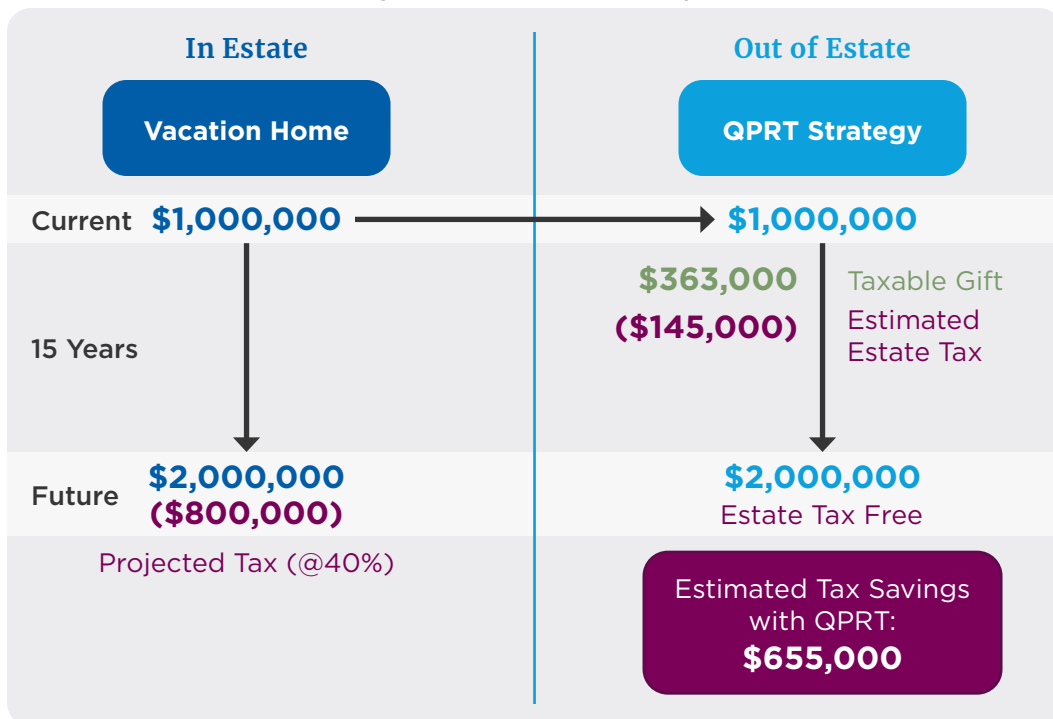 In Estate
Out of Estate
Vacation Home
QPRT Strategy
Current $1,000,000
$1,000,000
$363,000 Taxable Gift
($145,000) Estimated
Estate Tax
15 Years
Future $2,000,000
($800,000)
$2,000,000
Estate Tax Free
Projected Tax (@40%)
Estimated Tax Savings
with QPRT:
$655,000